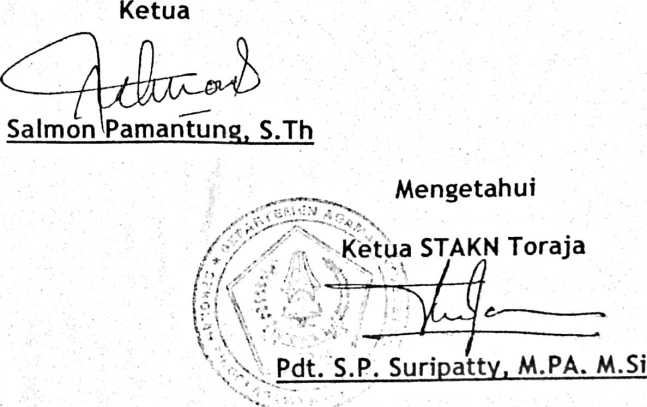 Ketua
Salmon Pamantung, S.Th
Mengetahui
Ketua STAKN Toraja
Pdt. S.P. Suripatty, M.PA. M.Si